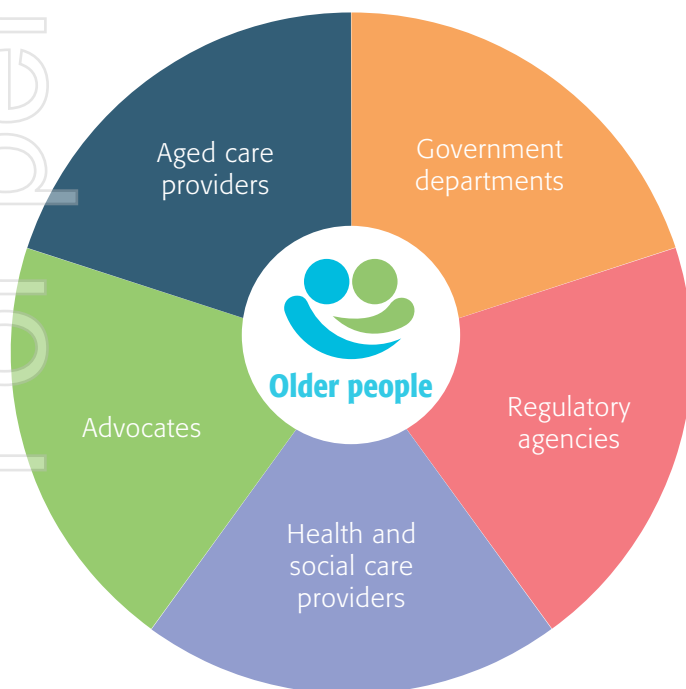 Aged care
providers
Government
departments
Older people
Advocates
Regulatory
agencies
Health and
social care
providers